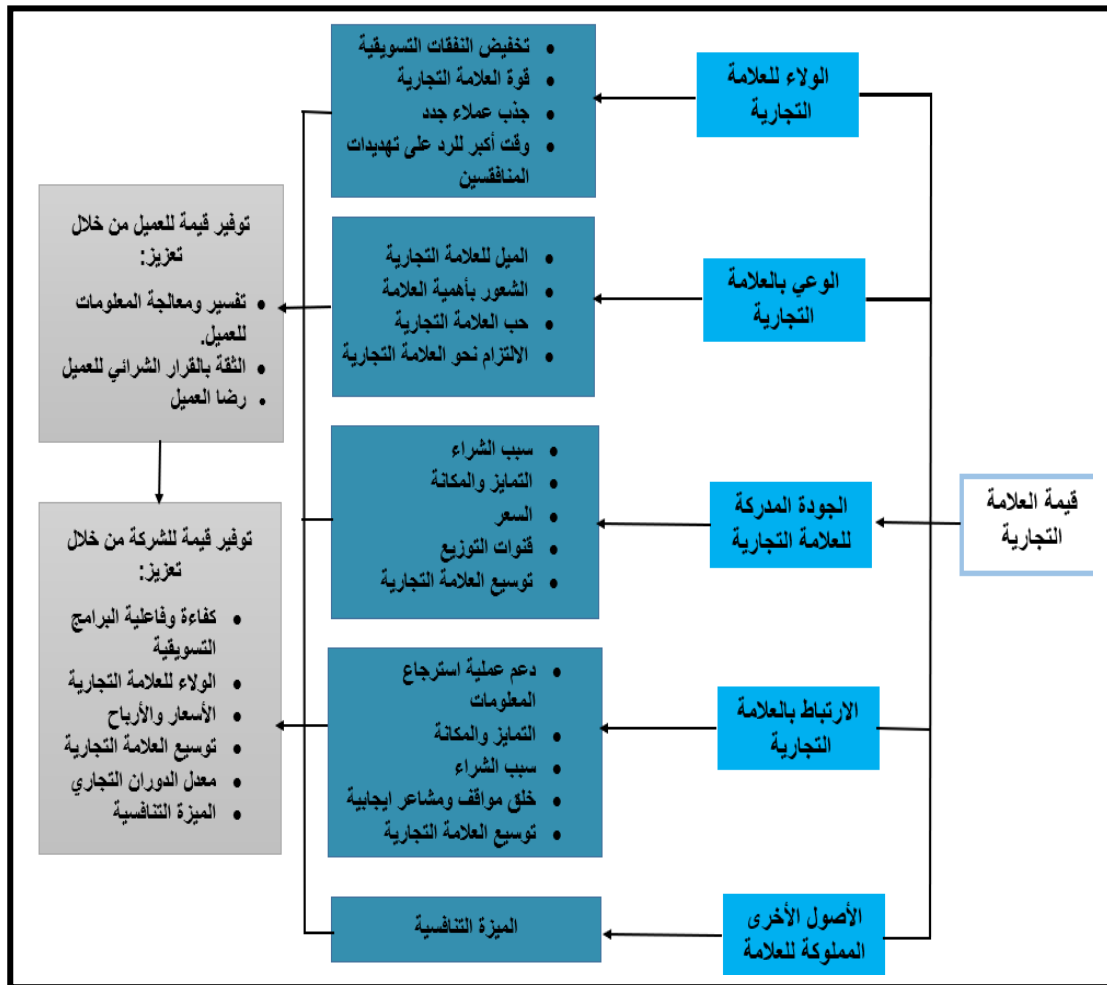 قيمة العلامة
التجارية
الولاء للعلامة
التجارية
• تخفيض النفقات التسويقية
• قوة العلامة التجارية
• جذب عملاء جدد
• وقت أكبر للرد على تهديدات
المنافقسين
الوعي بالعلامة
التجارية
• الميل للعلامة التجارية
• الشعور بأهمية العلامة
• حب العلامة التجارية
• الالتزام نحو العلامة التجارية
الجودة المدركة
للعلامة التجارية
• سبب الشراء
• التمايز والمكانة
• السعر
• قنوات التوزيع
• توسيع العلامة التجارية
الارتباط بالعلامة
التجارية
• دعم عملية استرجاع
المعلومات
• التمايز والمكانة
• سبب الشراء
• خلق مواقف ومشاعر ايجابية
• توسيع العلامة التجارية
الأصول الأخرى
المملوكة للعلامة
الميزة التنافسية
توفير قيمة للعميل من خلال
تعزيز:
• تفسير ومعالجة المعلومات
للعميل.
• الثقة بالقرار الشرائي للعميل
• رضا العميل
توفير قيمة للشركة من خلال
تعزيز:
• كفاءة وفاعلية البرامج
التسويقية
• الولاء للعلامة التجارية
• الأسعار والأرباح
• توسيع العلامة التجارية
• معدل الدوران التجاري
• الميزة التنافسية